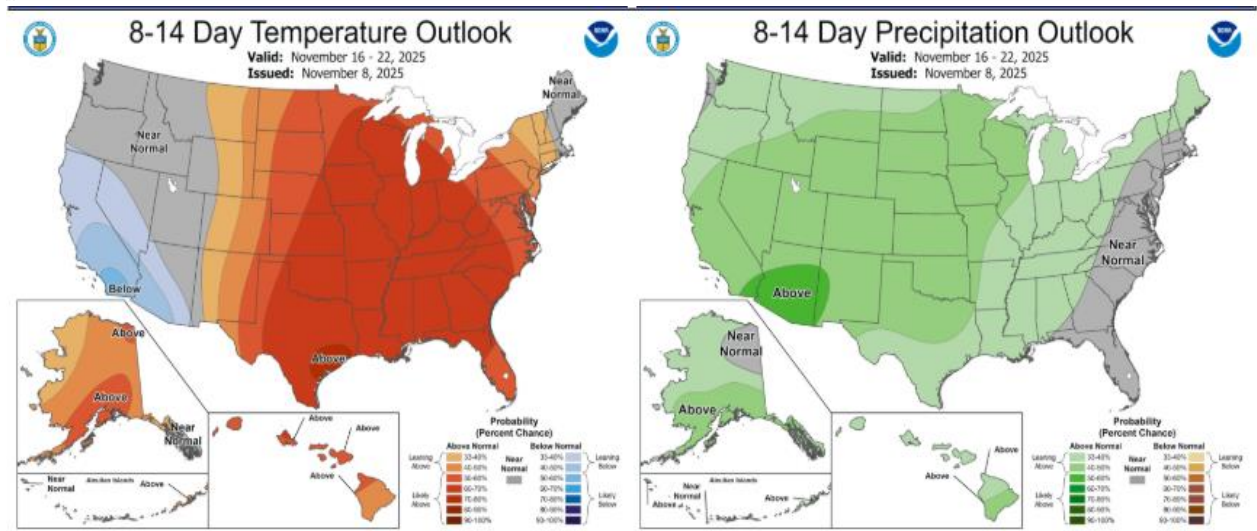 8-14 Day Temperature Outlook
Valid: November 16 - 22, 2025
Issued: November 8, 2025
Near
Normal
Near
Normal
Below
Above
Above
Above
Near
Normal
Near
Normal
Aleutian Islands
Above
Above
Above
Above
Probability
(Percent Chance)
Above Normal
Below Normal
Near
Normal
Leaning
Above
Likely
Above
33-40%
40-50%
50-60%
60-70%
70-80%
80-90%
90-100%
33-40%
40-50%
50-60%
60-70%
70-80%
80-90%
90-100%
Leaning
Below
Likely
Below
8-14 Day Precipitation Outlook
Valid: November 16 - 22, 2025
Issued: November 8, 2025
Near
Normal
Above
Near
Normal
Above
Near
Normal
Above
Aleutian Islands
Above
Above
Above
Probability
(Percent Chance)
Above Normal
Below Normal
Near
Normal
Leaning
Above
Likely
Above
33-40%
40-50%
50-60%
60-70%
70-80%
80-90%
90-100%
33-40%
40-50%
50-60%
60-70%
70-80%
80-90%
90-100%
Leaning
Below
Likely
Below